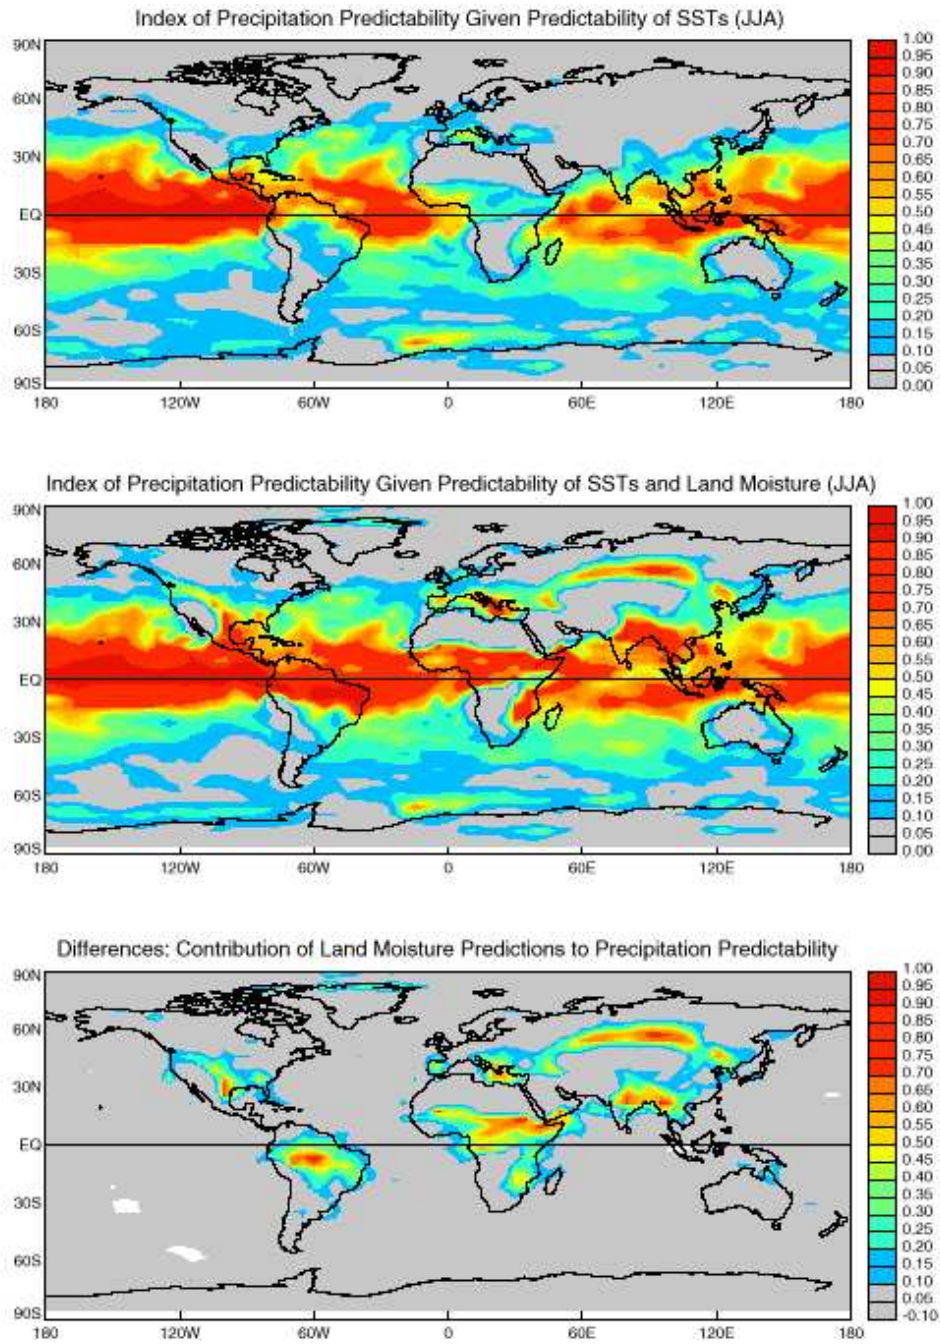 Index of Precipitation Predictability Given Predictability of SSTs (JJA)
90N
60N
30N
EQ
30S
60S
90S
180
120W
60W
0
60E
120E
180
1.00
0.95
0.90
0.85
0.80
0.75
0.70
0.65
0.60
0.55
0.50
0.45
0.40
0.35
0.30
0.25
0.20
0.15
0.10
0.05
0.00
Index of Precipitation Predictability Given Predictability of SSTs and Land Moisture (JJA)
90N
60N
30N
EQ
30S
60S
90S
180
120W
60W
0
60E
120E
180
1.00
0.95
0.90
0.85
0.80
0.75
0.70
0.65
0.60
0.55
0.50
0.45
0.40
0.35
0.30
0.25
0.20
0.15
0.10
0.05
0.00
Differences: Contribution of Land Moisture Predictions to Precipitation Predictability
90N
60N
30N
EQ
30S
60S
90S
180
120W
60W
0
60E
120E
180
1.00
0.95
0.90
0.85
0.80
0.75
0.70
0.65
0.60
0.55
0.50
0.45
0.40
0.35
0.30
0.25
0.20
0.15
0.10
0.05
-0.10